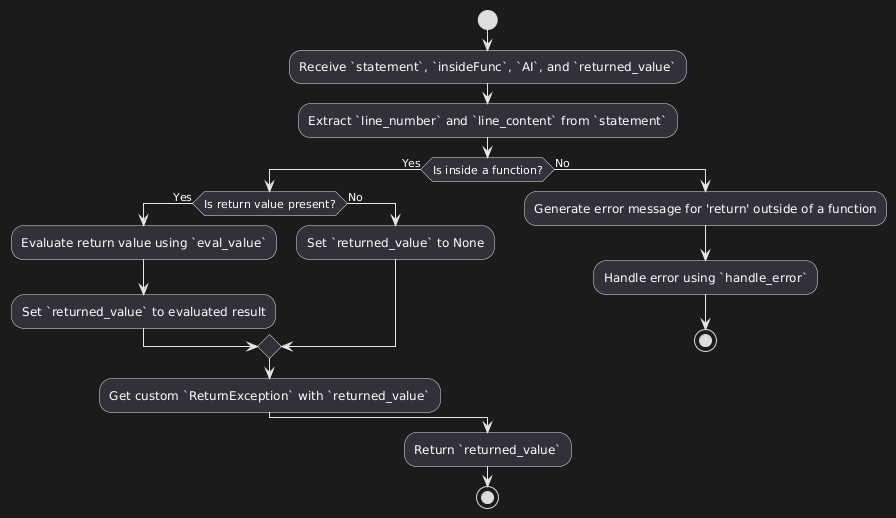 Receive `statement`, `insideFunc`, `AI`, and `returned_value`
Extract `line_number` and `line_content` from `statement`
Yes
Is inside a function?
No
Yes
Is return value present?
No
Generate error message for 'return' outside of a function
Evaluate return value using `eval_value`
Set `returned_value` to None
Handle error using `handle_error`
Set `returned_value` to evaluated result
Get custom `ReturnException` with `returned_value`
Return `returned_value`